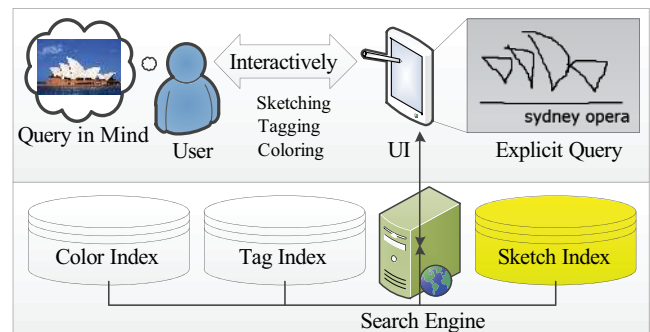 Interactively
Sketching
Tagging
Coloring
Query in Mind
User
UI
sydney opera
Explicit Query
Color Index
Tag Index
Sketch Index
Search Engine